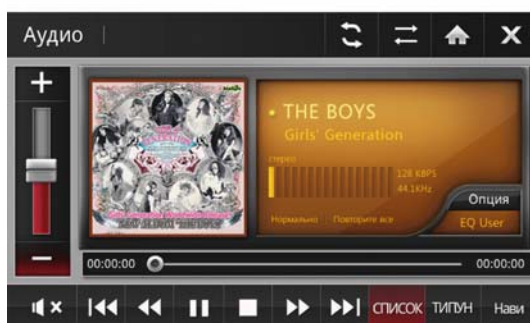 Аудио
THE BOYS
Girls' Generation
стерео
128 KBPS
44.1KHz
Нормально Повторите все
Опция
EQ User
00:00:00 00:00:00
СПИСОК ТИПУН Нави